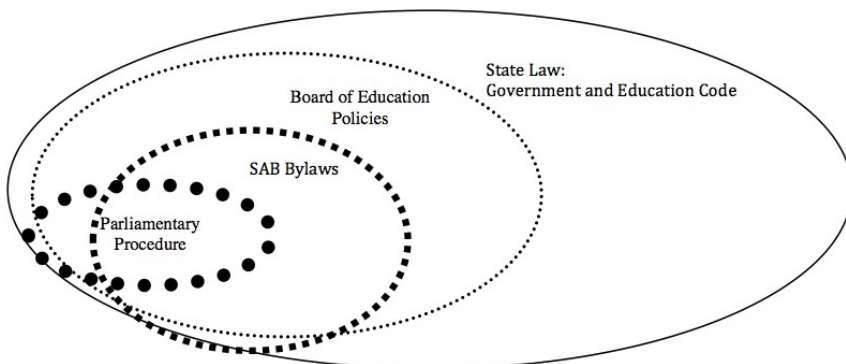 State Law:
Government and Education Code
Board of Education
Policies
SAB Bylaws
Parliamentary
Procedure